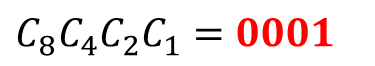 C₈C₄C₂C₁ = 0001